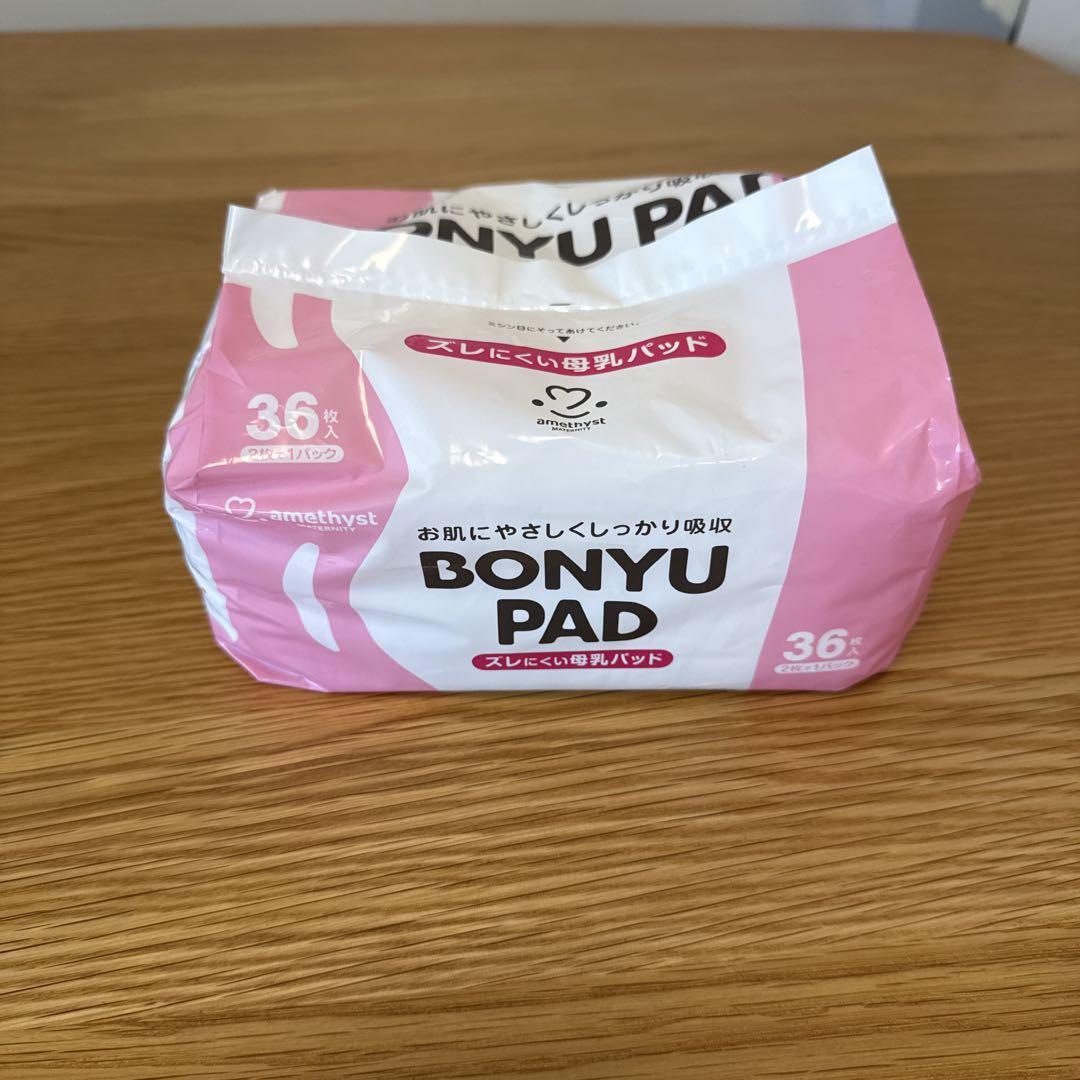 お肌にやさしくしっかり吸収
BONYU PAD
ミシン目にそってあけてください。
ズレにくい母乳パッド
amethyst
MATERNITY
36枚入
2枚×1パック
amethyst
MATERNITY
お肌にやさしくしっかり吸収
BONYU
PAD
ズレにくい母乳パッド
36枚入
2枚×1パック